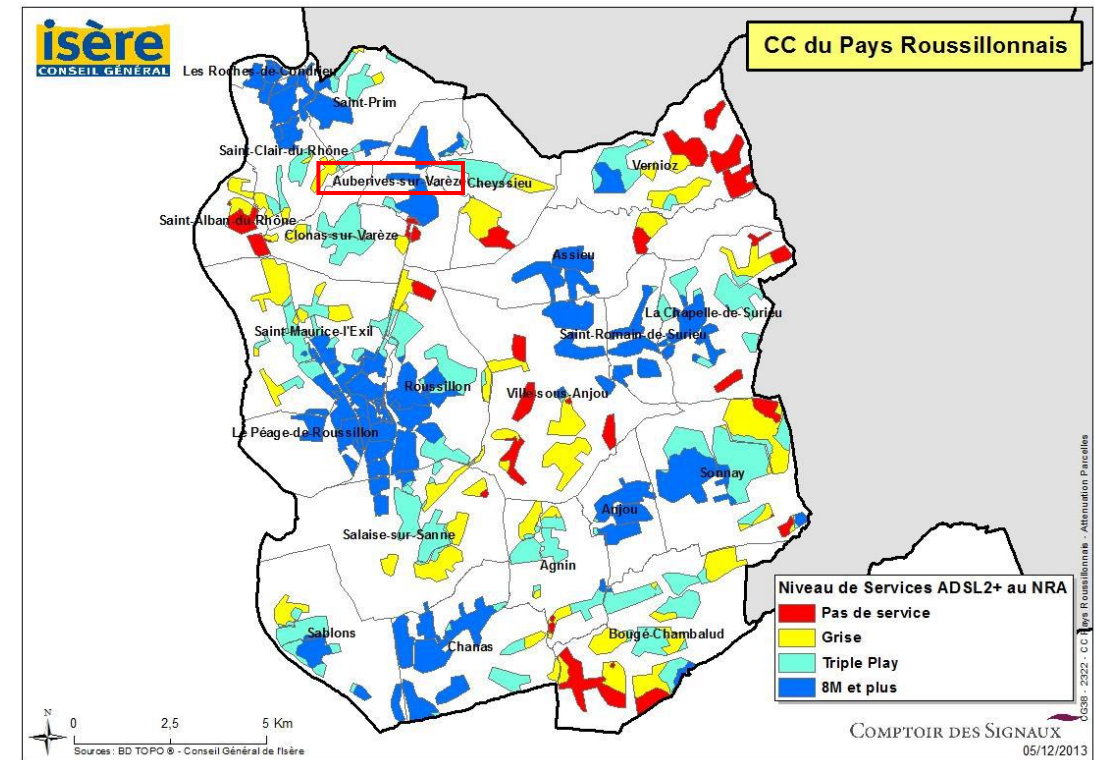 isère
CONSEIL GÉNÉRAL
CC du Pays Roussillonnais
Les Roches-de-Condrieu
Saint-Prim
Saint-Clair-du-Rhône
Vernioz
Auberives-sur-Varèze
Cheyssieu
Saint-Alban-du-Rhône
Clonas-sur-Varèze
Assieu
La Chapelle-de-Surieu
Saint-Maurice-l'Exil
Saint-Romain-de-Surieu
Roussillon
Ville-sous-Anjou
Le Péage-de-Roussillon
Sonnay
Anjou
Salaise-sur-Sanne
Agnin
Sablons
Chanas
Bougé-Chambalud
Niveau de Services ADSL2+ au NRA
Pas de service
Grise
Triple Play
8M et plus
CG38 - 2322 - CC Pays Roussillonnais - Attenuation Parcelles
N
0 2,5 5 Km
Sources : BD TOPO ® - Conseil Général de l'Isère
COMPTOIR DES SIGNAUX
05/12/2013